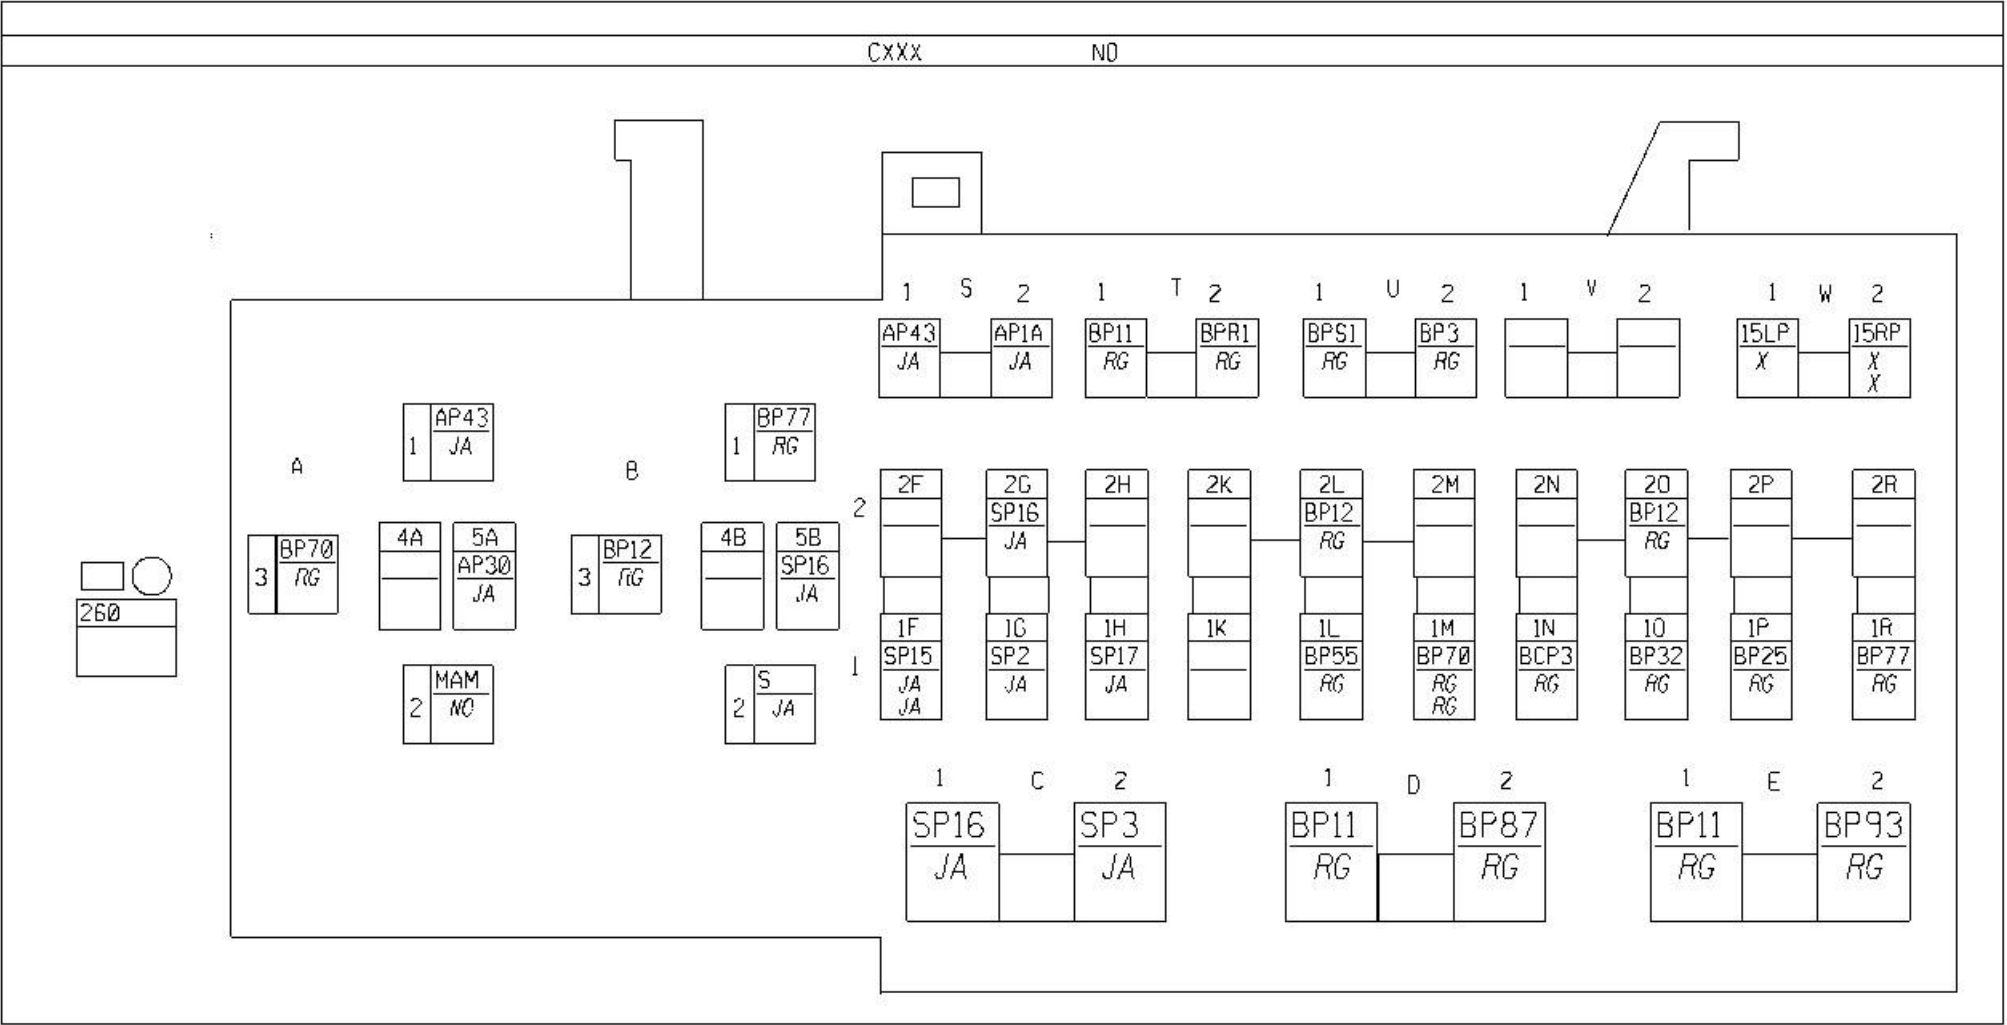 CXXX NO
1 S 2 1 T 2 1 U 2 1 V 2 1 W 2
AP43 AP1A BP11 BPR1 BPS1 BP3 15LP 15RP
JA JA RG RG RG RG X X
X
AP43 BP77
1 JA 1 RG
A B
2F 2G 2H 2K 2L 2M 2N 2O 2P 2R
2 SP16 BP12 BP12
JA RG RG
4A 5A 4B 5B
BP70 BP12
AP30 SP16
3 RG 3 RG
JA JA
260
1F 1G 1H 1K 1L 1M 1N 1O 1P 1R
1 SP15 SP2 SP17 BP55 BP70 BCP3 BP32 BP25 BP77
JA JA JA RG RG RG RG RG RG
JA RG
MAM S
2 NO 2 JA
1 C 2 1 D 2 1 E 2
SP16 SP3 BP11 BP87 BP11 BP93
JA JA RG RG RG RG